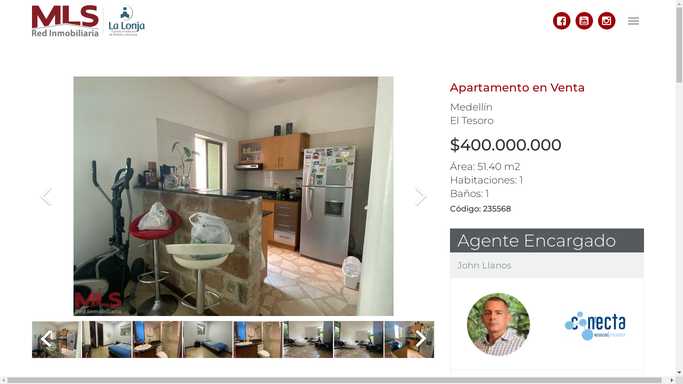 MLS
Red Inmobiliaria
La Lonja
Apartamento en Venta
Medellín
El Tesoro
$400.000.000
Área: 51.40 m2
Habitaciones: 1
Baños: 1
Código: 235568
MLS
Red Inmobiliaria
Agente Encargado
John Llanos
conecta